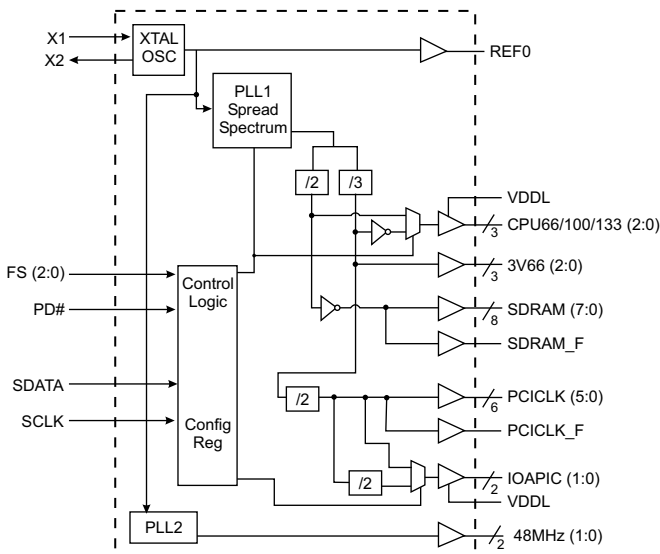 X1
X2
XTAL
OSC
REF0
PLL1
Spread
Spectrum
/2
/3
VDDL
3
CPU66/100/133 (2:0)
FS (2:0)
PD#
SDATA
SCLK
Control
Logic
Config
Reg
3
3V66 (2:0)
8
SDRAM (7:0)
SDRAM_F
/2
6
PCICLK (5:0)
PCICLK_F
/2
2
IOAPIC (1:0)
VDDL
PLL2
2
48MHz (1:0)